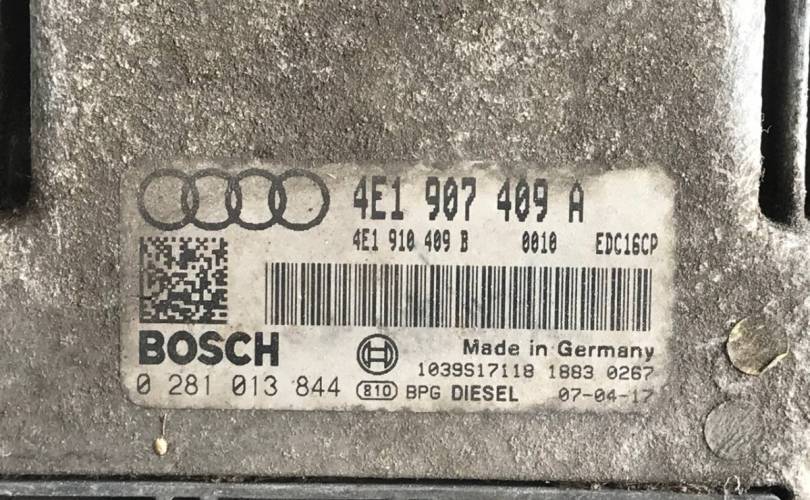 4E1 907 409 A
4E1 910 409 B 0010 EDC16CP
BOSCH
Made in Germany
1039S17118 1883 0267
0 281 013 844 810 BPG DIESEL 07-04-17